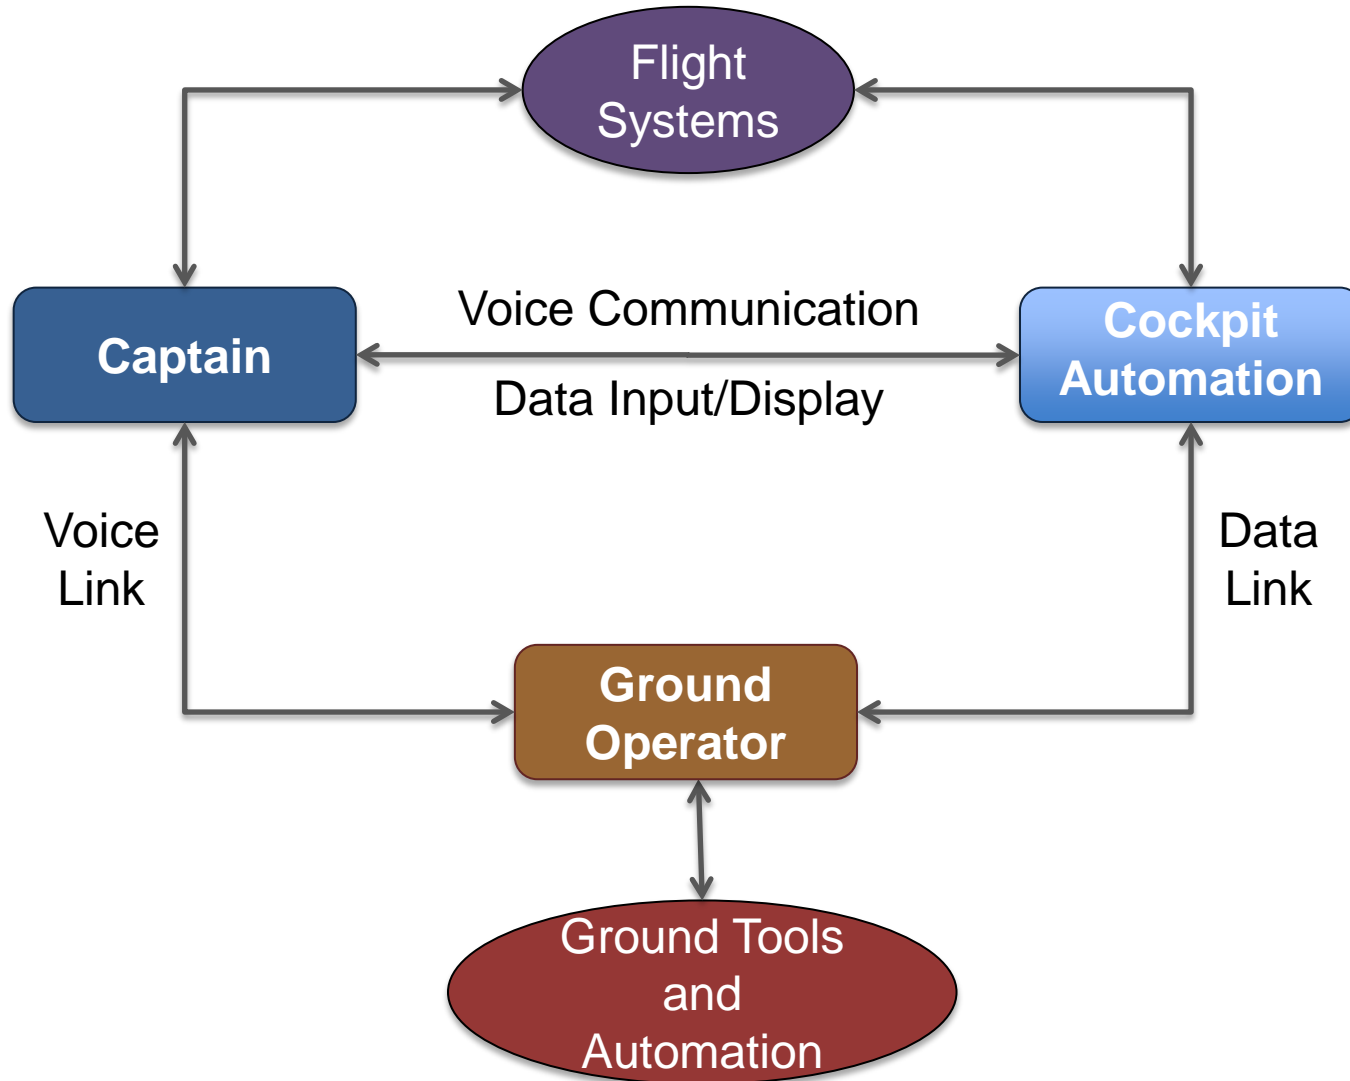 Flight
Systems
Voice Communication
Captain
Cockpit
Automation
Data Input/Display
Voice
Link
Data
Link
Ground
Operator
Ground Tools
and
Automation